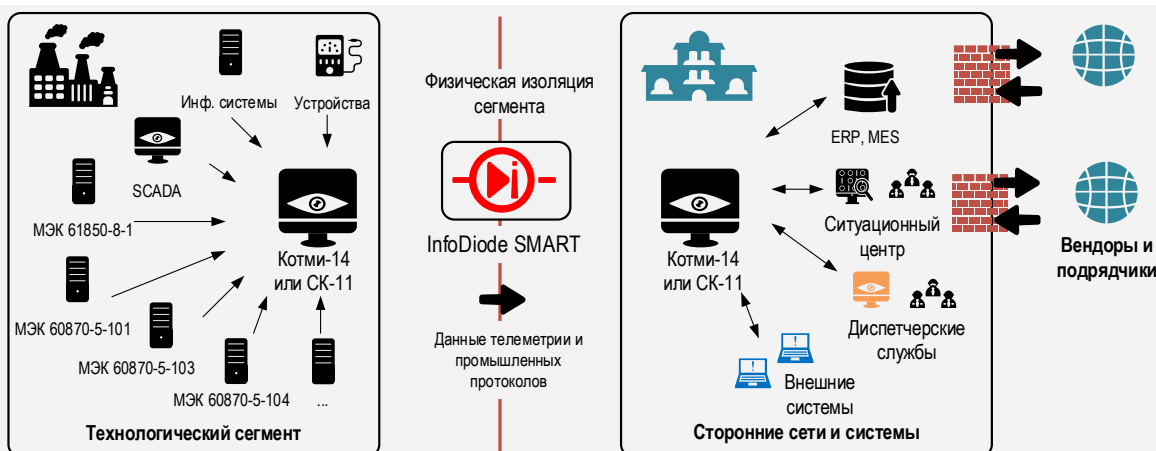 Инф. системы
Устройства
SCADA
МЭК 61850-8-1
МЭК 60870-5-101
МЭК 60870-5-103
МЭК 60870-5-104
...
Котми-14
или СК-11
Технологический сегмент
Физическая изоляция
сегмента
InfoDiode SMART
Данные телеметрии и
промышленных
протоколов
ERP, MES
Котми-14
или СК-11
Ситуационный
центр
Диспетчерские
службы
Внешние
системы
Сторонние сети и системы
Вендоры и
подрядчики